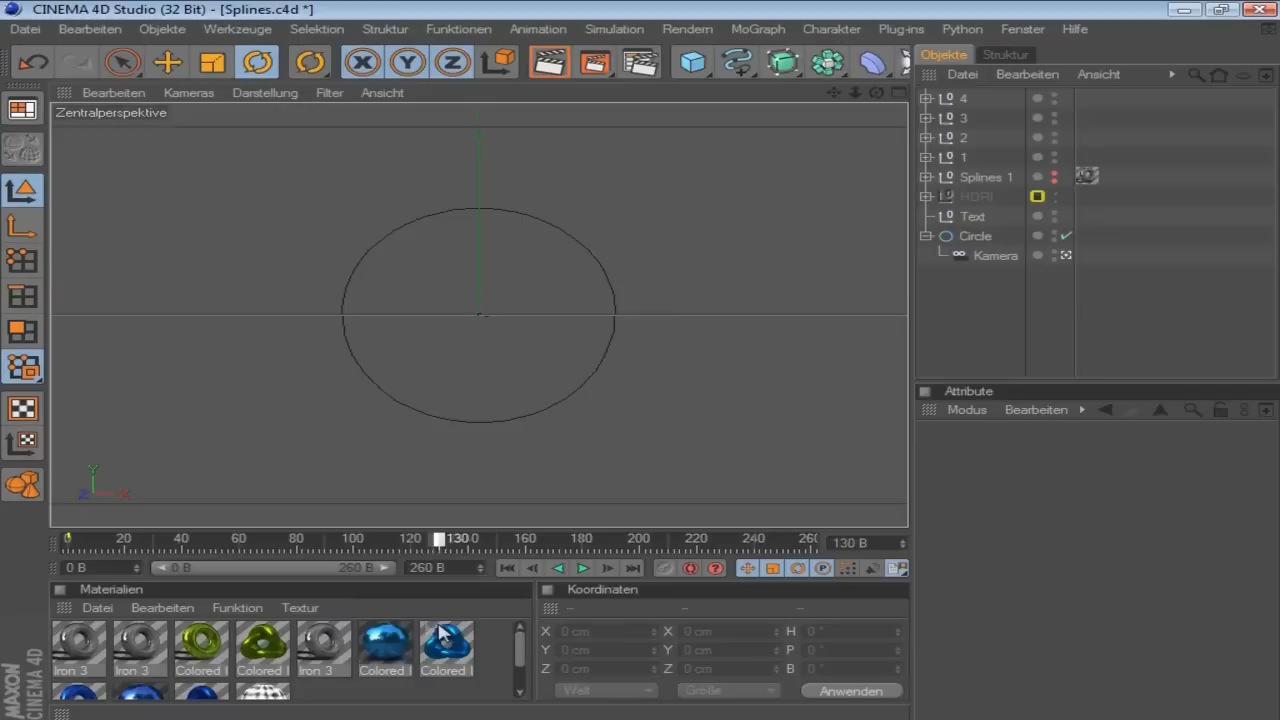 CINEMA 4D Studio (32 Bit) - [Splines.c4d *]
Datei Bearbeiten Objekte Werkzeuge Selektion Struktur Funktionen Animation Simulation Rendern MoGraph Charakter Plug-ins Python Fenster Hilfe
X Y Z
Objekte Struktur
Datei Bearbeiten Ansicht
Bearbeiten Kameras Darstellung Filter Ansicht
Zentralperspektive
4
3
2
1
Splines 1
HDRI
Text
Circle
Kamera
Attribute
Modus Bearbeiten
Y
Z X
0 20 40 60 80 100 120 130 160 180 200 220 240 130 B
0 B 0 B 260 B 260 B
Materialien Koordinaten
Datei Bearbeiten Funktion Textur
X 0 cm X 0 cm H 0 °
Y 0 cm Y 0 cm P 0 °
Z 0 cm Z 0 cm B 0 °
Iron 3 Iron 3 Colored I Colored I Iron 3 Colored I Colored I
Welt Größe Anwenden
MAXON
CINEMA 4D